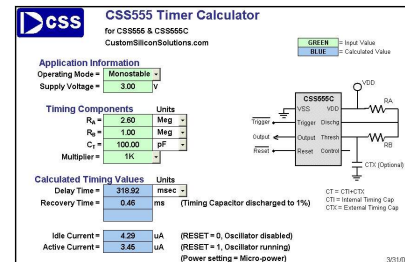 CSS
CSS555 Timer Calculator
for CSS555 & CSS555C
CustomSiliconSolutions.com
GREEN = Input Value
BLUE = Calculated Value
Application Information
Operating Mode = Monostable
Supply Voltage = 3.00 V
Timing Components Units
RA = 2.60 Meg
RB = 1.00 Meg
CT = 100.00 pF
Multiplier = 1K
VDD
CSS555C
VSS VDD
RA
Trigger Trigger Dischg
Output Output Thresh
RB
Reset Reset Control
CTX (Optional)
CT = CTI+CTX
CTI = Internal Timing Cap
CTX = External Timing Cap
Calculated Timing Values Units
Delay Time = 318.92 msec
Recovery Time = 0.46 ms (Timing Capacitor discharged to 1%)
Idle Current = 4.29 uA (RESET = 0, Oscillator disabled)
Active Current = 3.45 uA (RESET = 1, Oscillator running)
(Power setting = Micro-power)